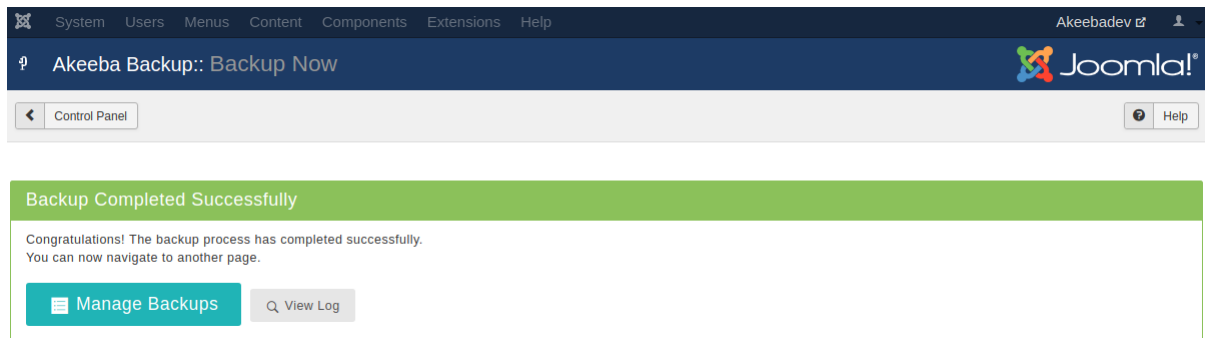 System Users Menus Content Components Extensions Help Akeebadev
Akeeba Backup:: Backup Now Joomla!®
Control Panel Help
Backup Completed Successfully
Congratulations! The backup process has completed successfully.
You can now navigate to another page.
Manage Backups View Log